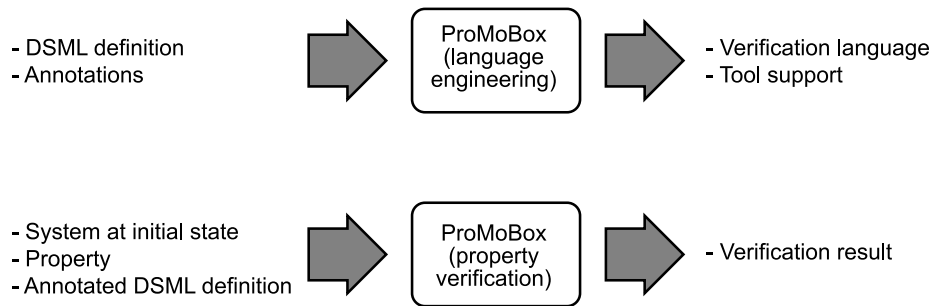 - DSML definition
- Annotations
ProMoBox
(language
engineering)
- Verification language
- Tool support
- System at initial state
- Property
- Annotated DSML definition
ProMoBox
(property
verification)
- Verification result